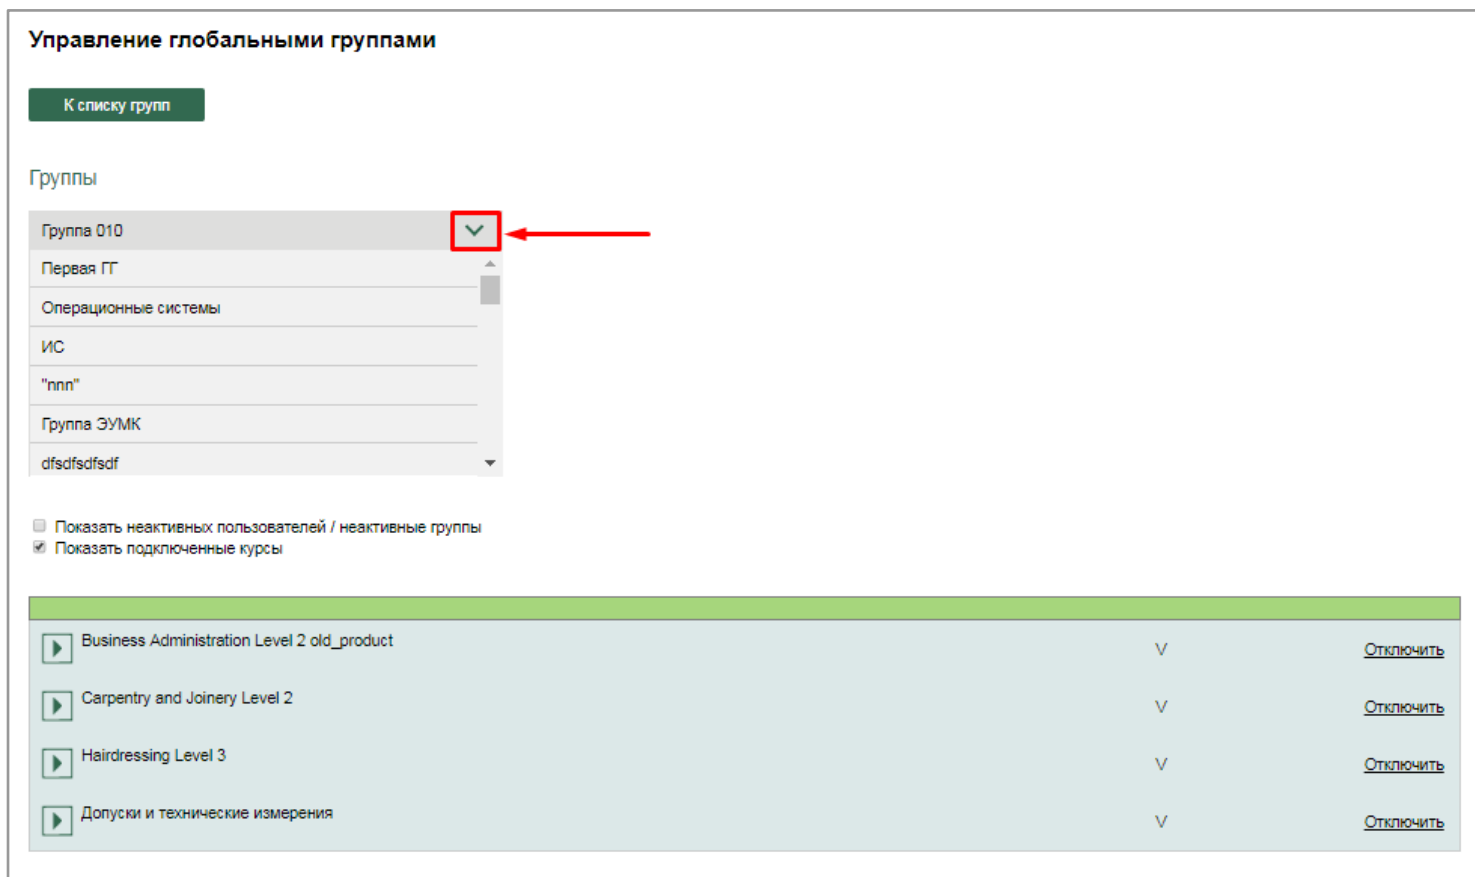 Управление глобальными группами
К списку групп
Группы
Группа 010
Первая ГГ
Операционные системы
ИС
"nnn"
Группа ЭУМК
dfsdfsdfsdf
Показать неактивных пользователей / неактивные группы
Показать подключенные курсы
Business Administration Level 2 old_product V Отключить
Carpentry and Joinery Level 2 V Отключить
Hairdressing Level 3 V Отключить
Допуски и технические измерения V Отключить